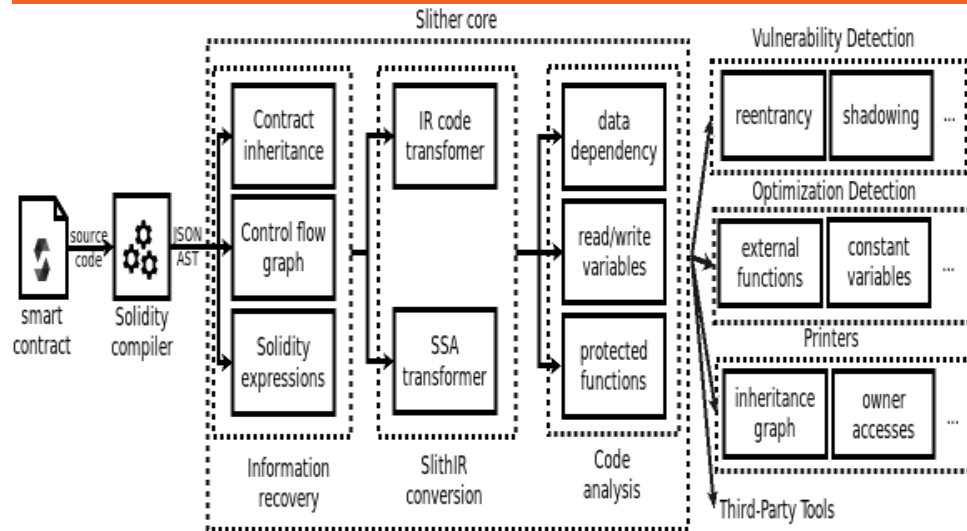 Slither core
Vulnerability Detection
Contract
inheritance
IR code
transfomer
data
dependency
reentrancy
shadowing
...
Optimization Detection
source
code
JSON
AST
Control flow
graph
read/write
variables
external
functions
constant
variables
...
smart
contract
Solidity
compiler
Solidity
expressions
SSA
transformer
protected
functions
Printers
inheritance
graph
owner
accesses
...
Information
recovery
SlithIR
conversion
Code
analysis
Third-Party Tools